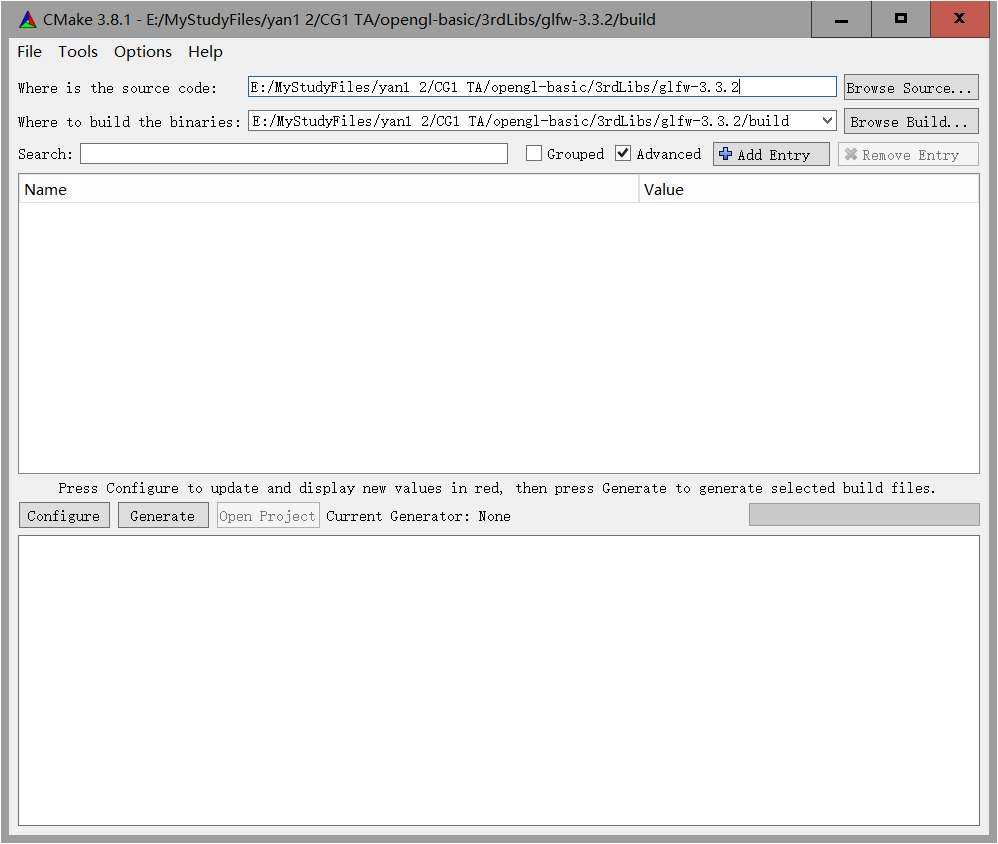 CMake 3.8.1 - E:/MyStudyFiles/yan1 2/CG1 TA/opengl-basic/3rdLibs/glfw-3.3.2/build
File Tools Options Help
Where is the source code: E:/MyStudyFiles/yan1 2/CG1 TA/opengl-basic/3rdLibs/glfw-3.3.2 Browse Source...
Where to build the binaries: E:/MyStudyFiles/yan1 2/CG1 TA/opengl-basic/3rdLibs/glfw-3.3.2/build Browse Build...
Search: Grouped Advanced Add Entry Remove Entry
Name Value
Press Configure to update and display new values in red, then press Generate to generate selected build files.
Configure Generate Open Project Current Generator: None